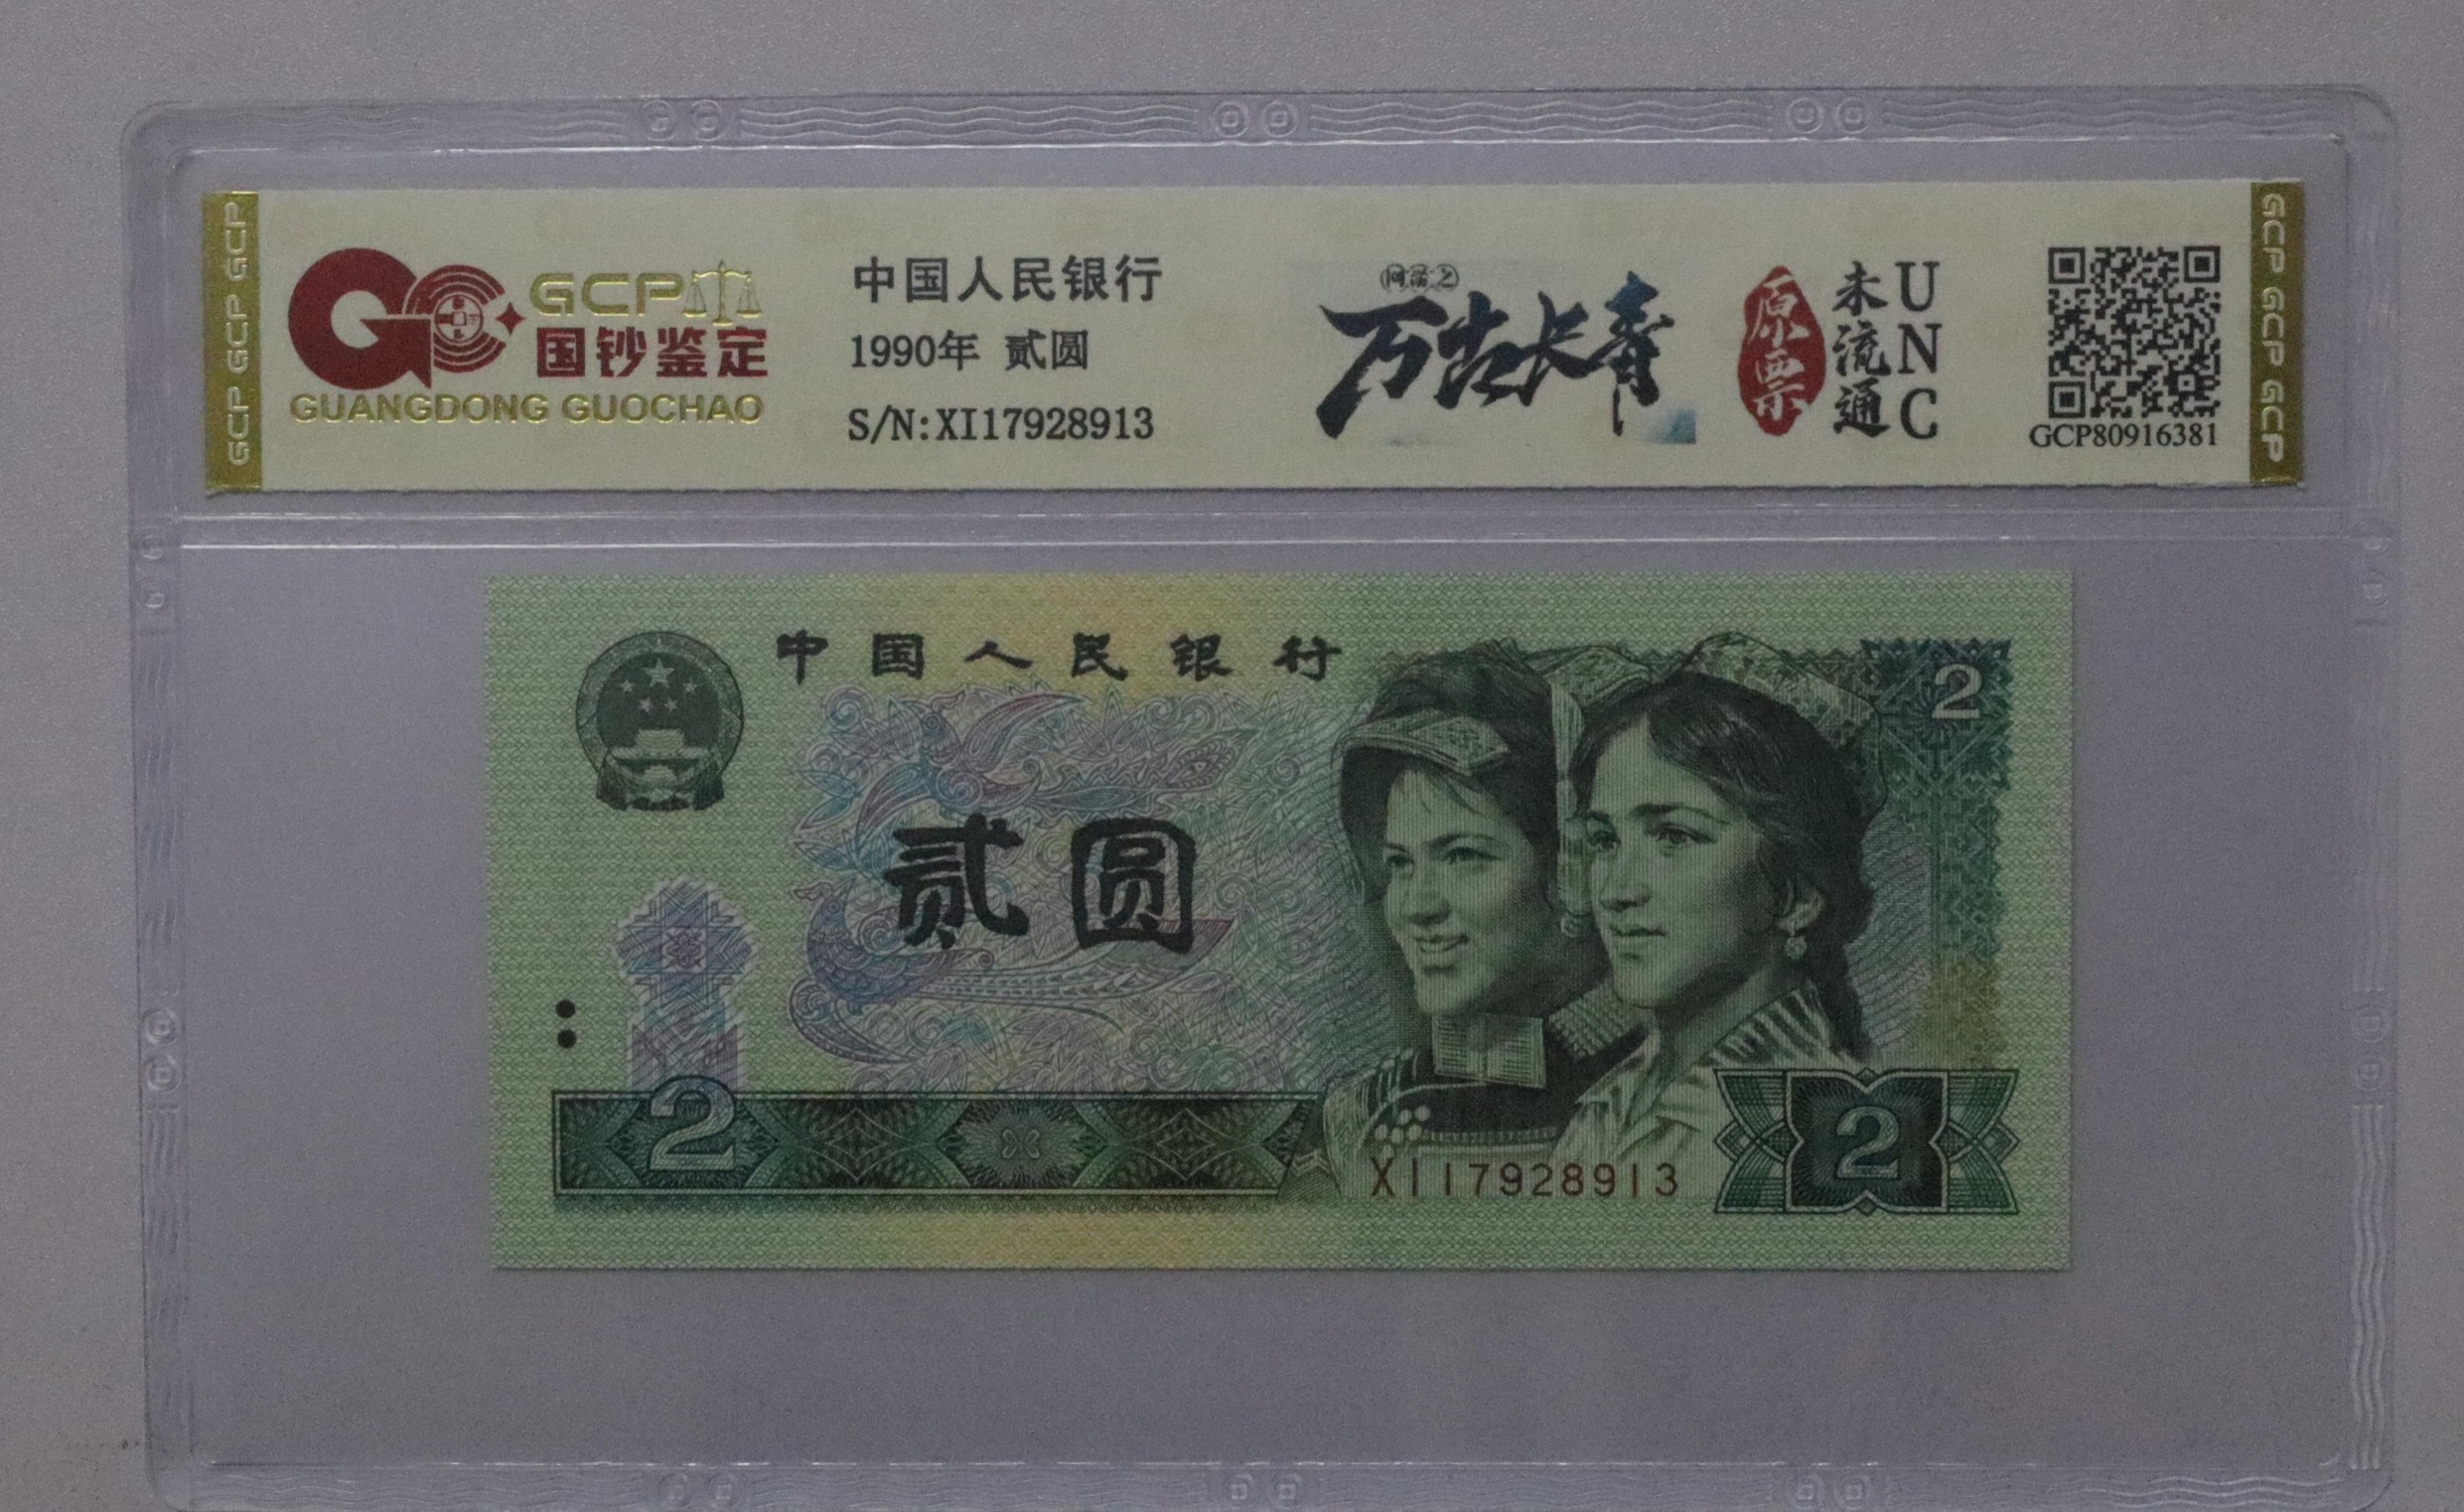 GCP GCP GCP
GCP
国钞鉴定
GUANGDONG GUOCHAO
中国人民银行
1990年 贰圆
S/N:XI17928913
万古长青
原票
未流通
UNC
GCP80916381
GCP GCP GCP
中国人民银行
2
贰圆
2
XI17928913
2